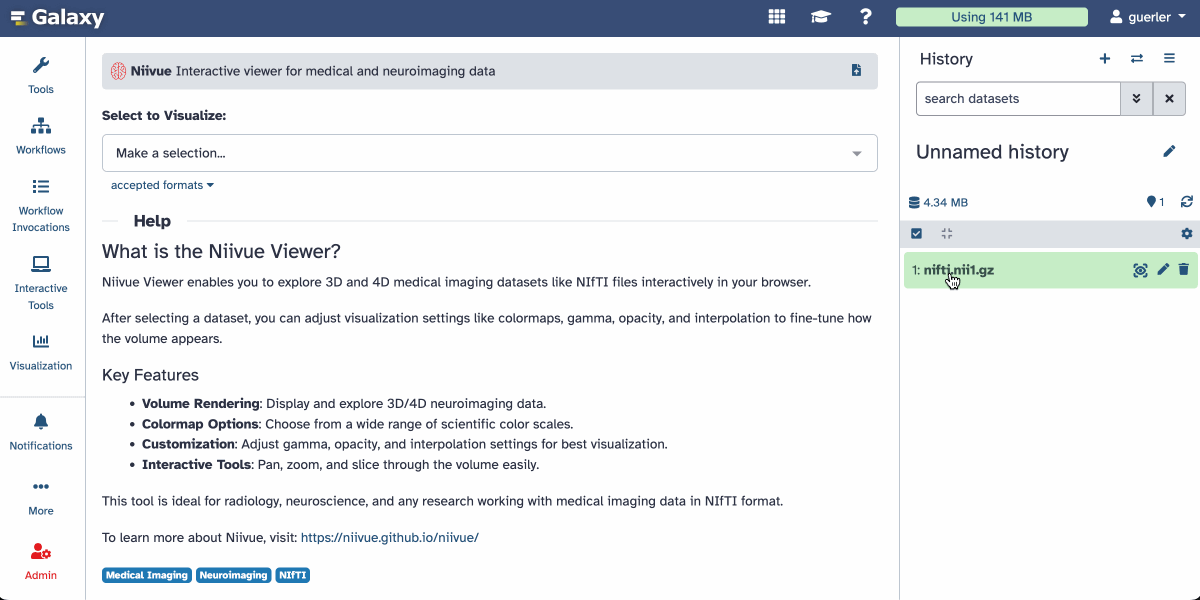 Galaxy
Using 141 MB
guerler
Tools
Workflows
Workflow
Invocations
Interactive
Tools
Visualization
Notifications
More
Admin
Niivue Interactive viewer for medical and neuroimaging data
Select to Visualize:
Make a selection...
accepted formats
Help
What is the Niivue Viewer?
Niivue Viewer enables you to explore 3D and 4D medical imaging datasets like NIfTI files interactively in your browser.
After selecting a dataset, you can adjust visualization settings like colormaps, gamma, opacity, and interpolation to fine-tune how
the volume appears.
Key Features
• Volume Rendering: Display and explore 3D/4D neuroimaging data.
• Colormap Options: Choose from a wide range of scientific color scales.
• Customization: Adjust gamma, opacity, and interpolation settings for best visualization.
• Interactive Tools: Pan, zoom, and slice through the volume easily.
This tool is ideal for radiology, neuroscience, and any research working with medical imaging data in NIfTI format.
To learn more about Niivue, visit: https://niivue.github.io/niivue/
Medical Imaging Neuroimaging NIfTI
History
search datasets
Unnamed history
4.34 MB
1
1: nifti.nii1.gz